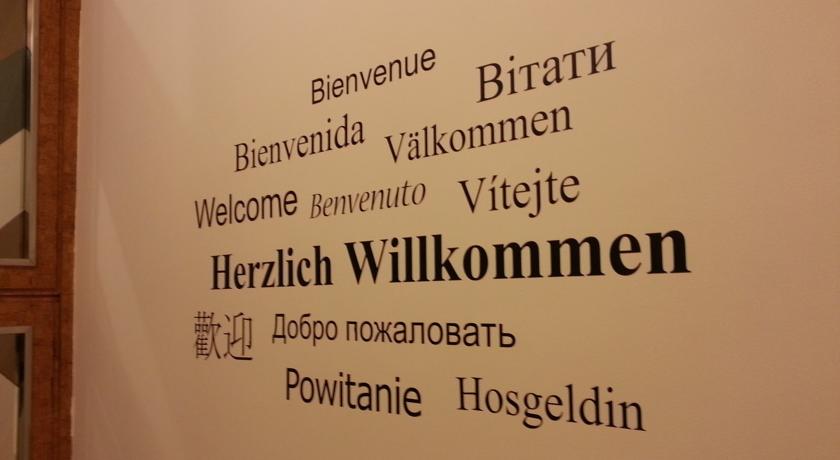 Bienvenue
Вітати
Bienvenida Välkommen
Welcome Benvenuto Vítejte
Herzlich Willkommen
歡迎 Добро пожаловать
Powitanie Hosgeldin